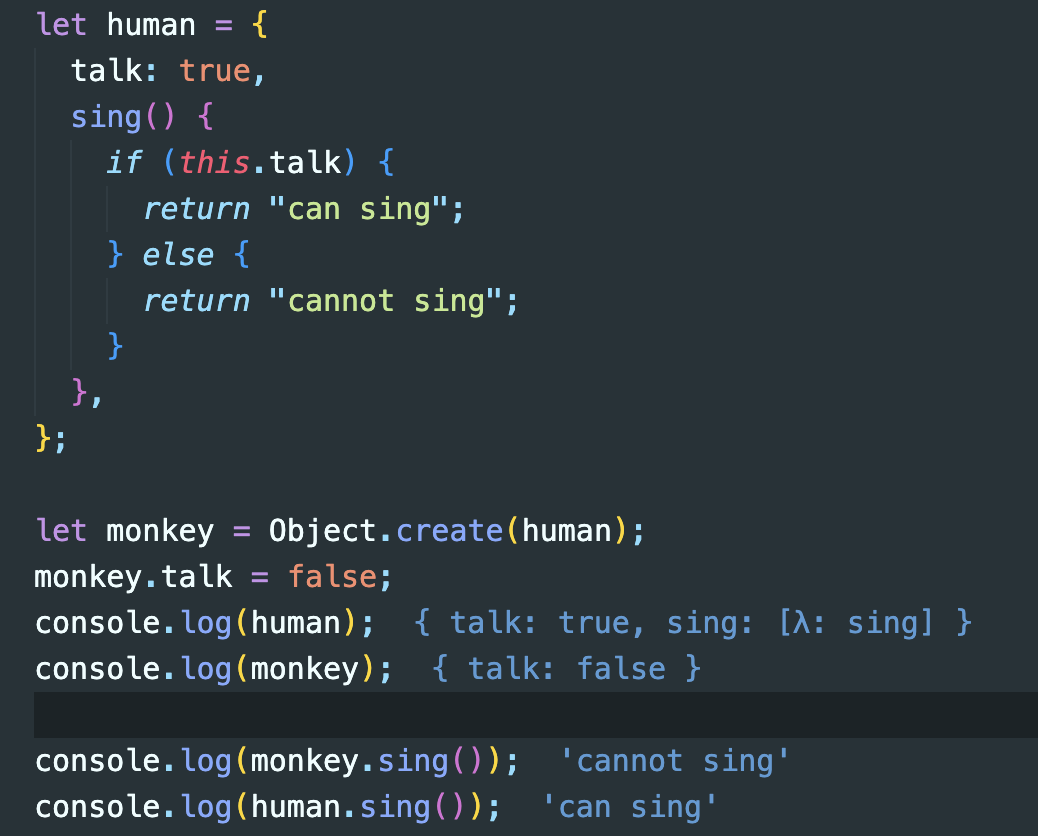 let human = {
  talk: true,
  sing() {
    if (this.talk) {
      return "can sing";
    } else {
      return "cannot sing";
    }
  },
};

let monkey = Object.create(human);
monkey.talk = false;
console.log(human);  { talk: true, sing: [λ: sing] }
console.log(monkey);  { talk: false }

console.log(monkey.sing());  'cannot sing'
console.log(human.sing());  'can sing'